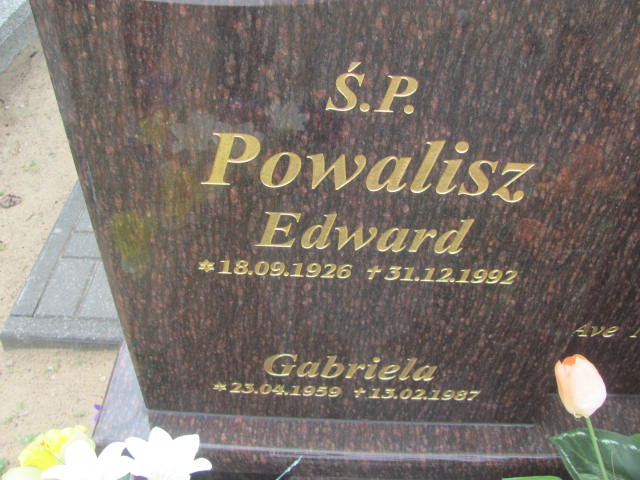 Ś.P.
Powalisz
Edward
*18.09.1926 †31.12.1992
Ave
Gabriela
*23.04.1959 †13.02.1987